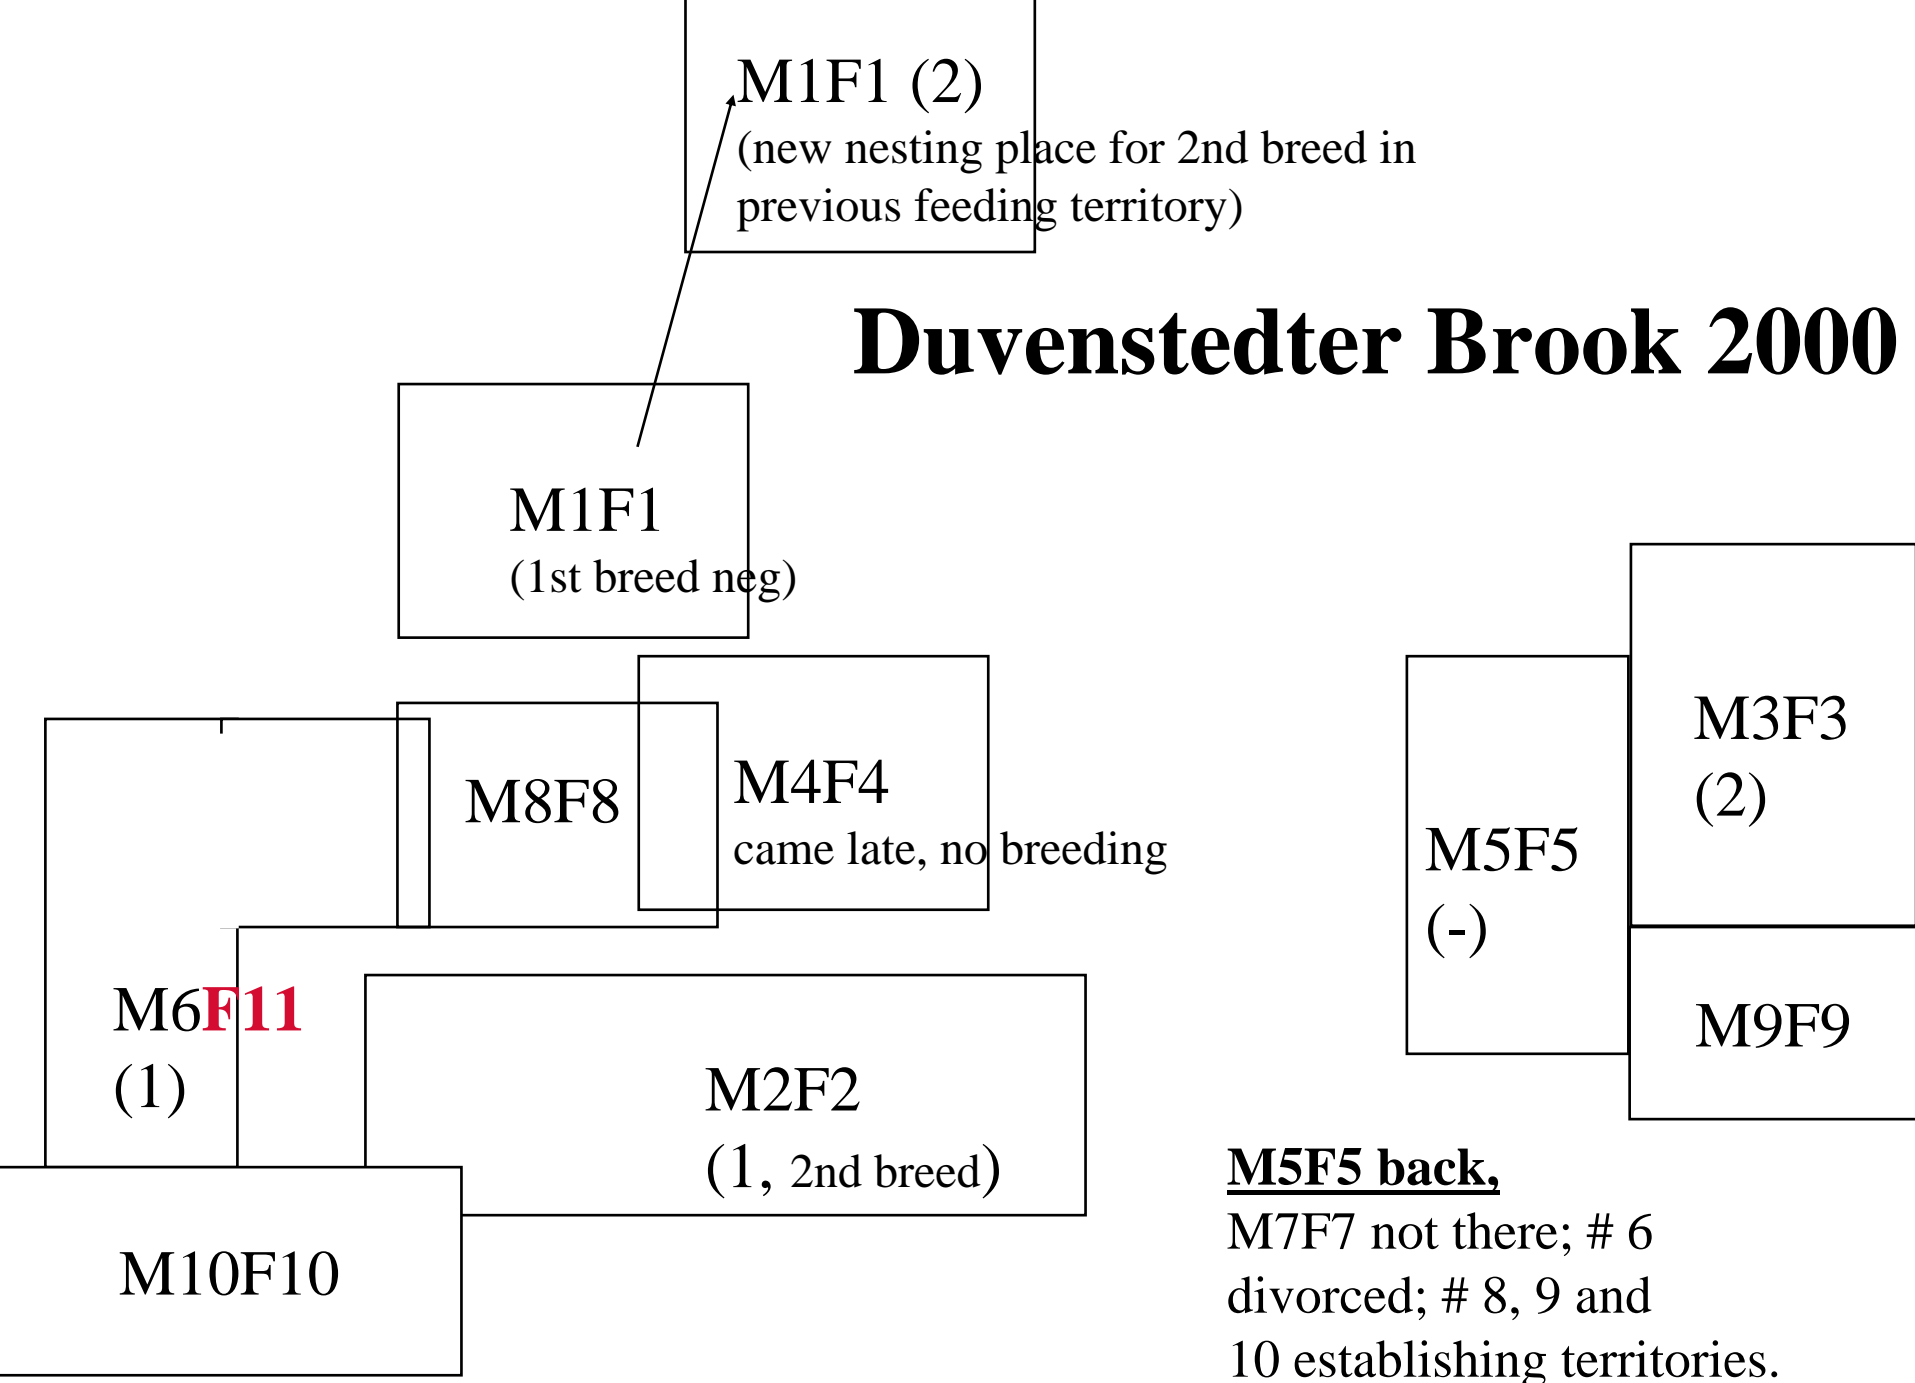 M1F1 (2)
(new nesting place for 2nd breed in
previous feeding territory)
Duvenstedter Brook 2000
M1F1
(1st breed neg)
M8F8
M4F4
came late, no breeding
M3F3
(2)
M5F5
(-)
M6F11
(1)
M9F9
M2F2
(1, 2nd breed)
M10F10
M5F5 back,
M7F7 not there; # 6
divorced; # 8, 9 and
10 establishing territories.